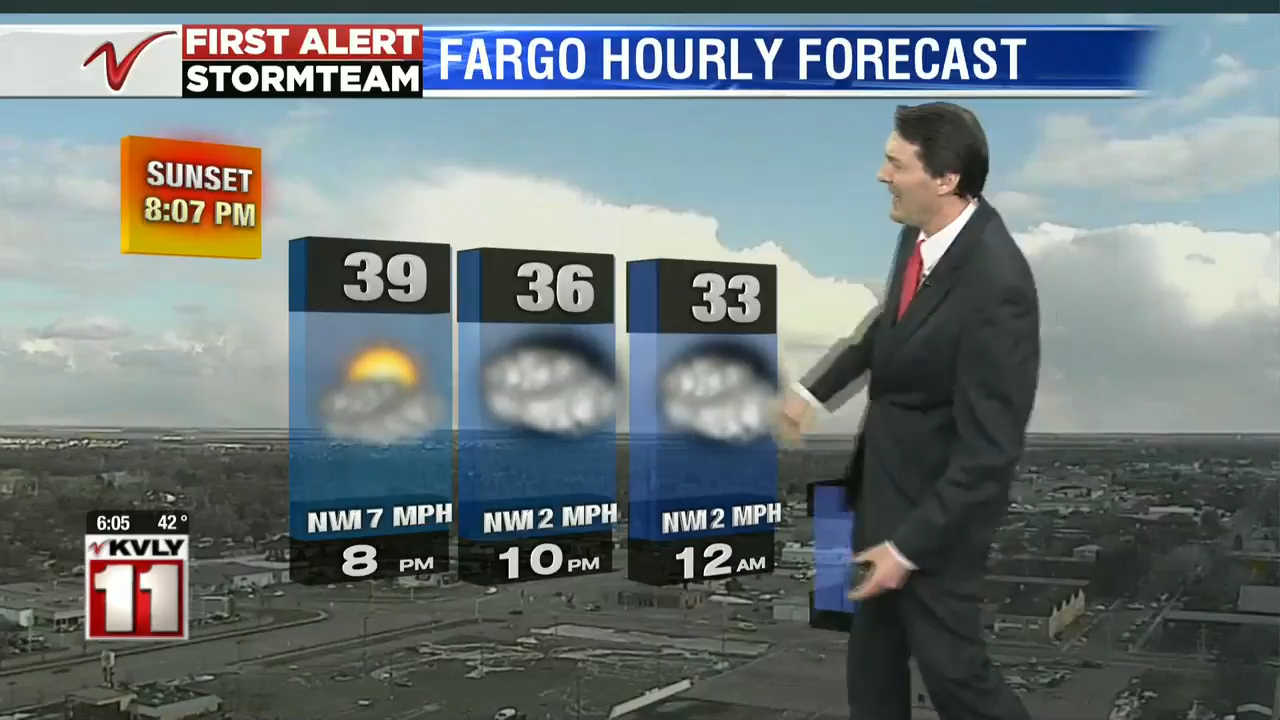 FIRST ALERT
STORMTEAM
FARGO HOURLY FORECAST
SUNSET
8:07 PM
39
36
33
NW 7 MPH
NW 2 MPH
NW 2 MPH
8 PM
10 PM
12 AM
6:05 42°
KVLY
11